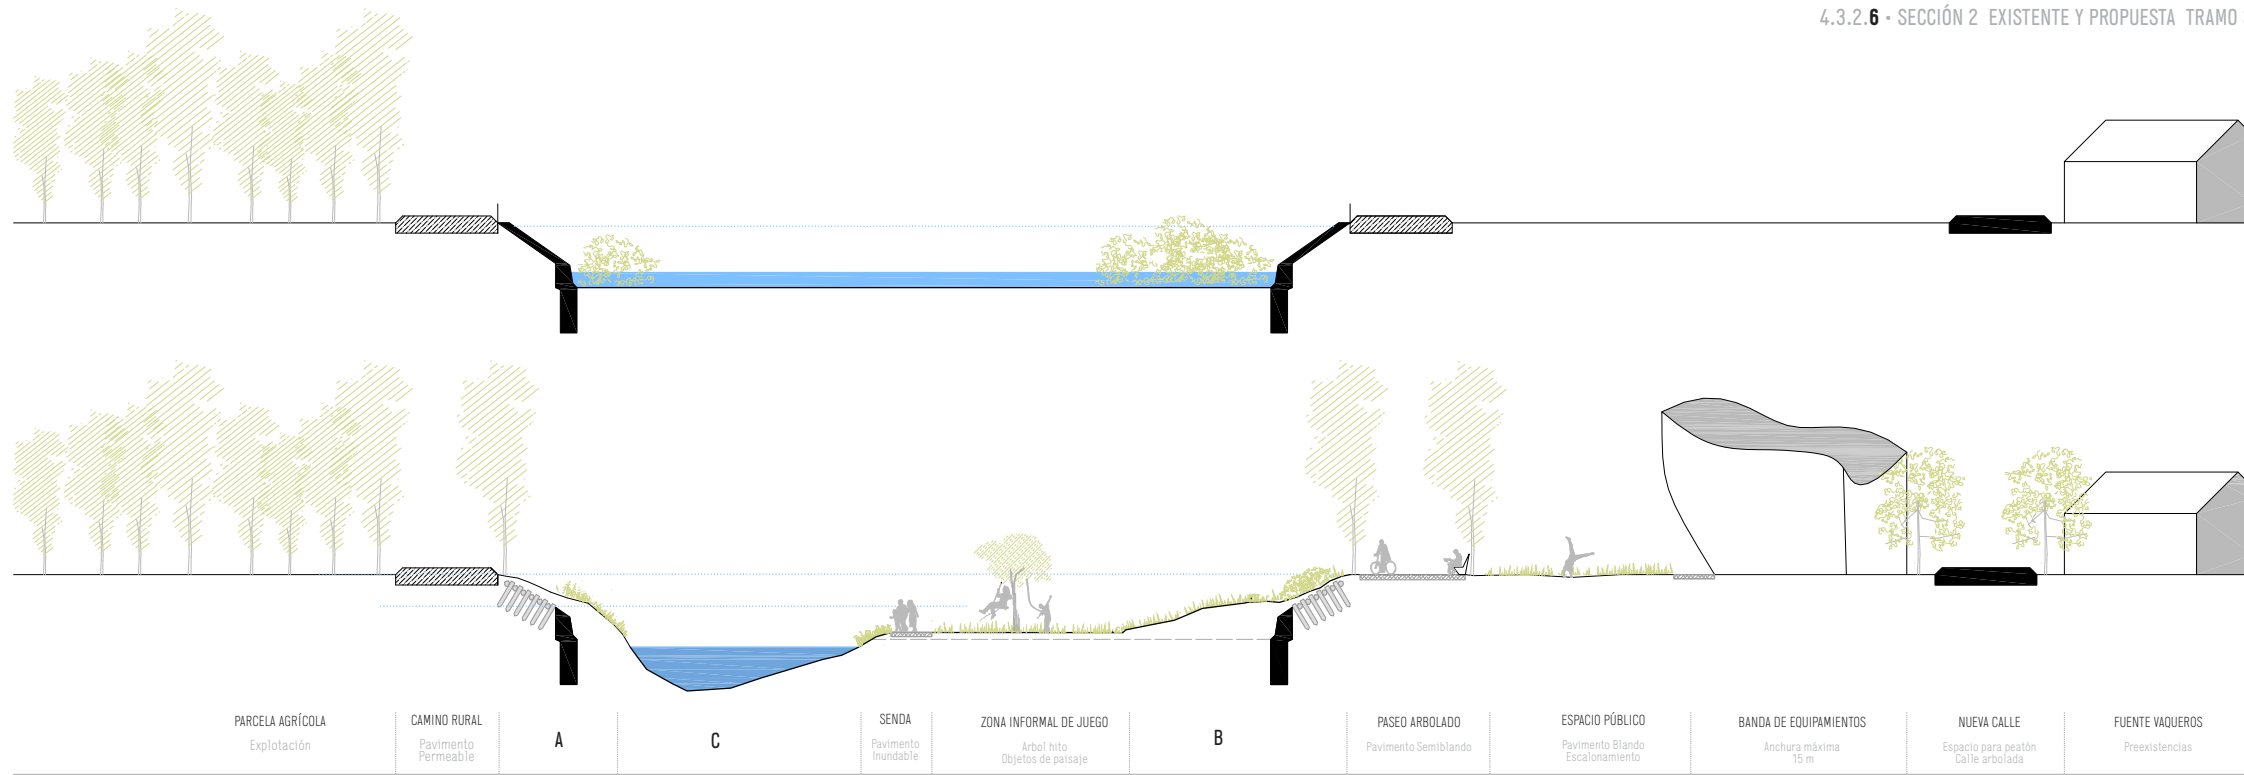 4.3.2.6 · SECCIÓN 2 EXISTENTE Y PROPUESTA TRAMO
PARCELA AGRÍCOLA
Explotación
CAMINO RURAL
Pavimento
Permeable
A
C
SENDA
Pavimento
Inundable
ZONA INFORMAL DE JUEGO
Arbol hito
Objetos de paisaje
B
PASEO ARBOLADO
Pavimento Semiblando
ESPACIO PÚBLICO
Pavimento Blando
Escalonamiento
BANDA DE EQUIPAMIENTOS
Anchura máxima
15 m
NUEVA CALLE
Espacio para peatón
Calle arbolada
FUENTE VAQUEROS
Preexistencias